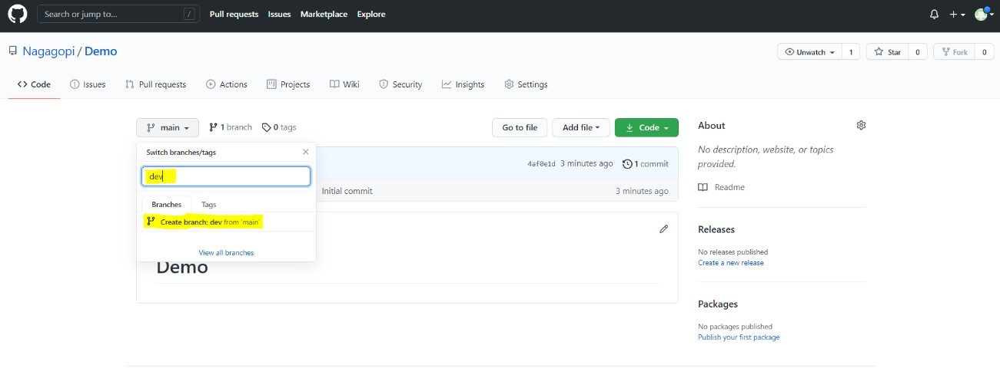 Search or jump to... /
Pull requests Issues Marketplace Explore
Nagagopi / Demo
Unwatch 1 Star 0 Fork 0
Code Issues Pull requests Actions Projects Wiki Security Insights Settings
main 1 branch 0 tags Go to file Add file Code
Switch branches/tags
dev
Branches Tags
Create branch: dev from 'main'
View all branches
4af0e1d 3 minutes ago 1 commit
Initial commit 3 minutes ago
Demo
About
No description, website, or topics
provided.
Readme
Releases
No releases published
Create a new release
Packages
No packages published
Publish your first package